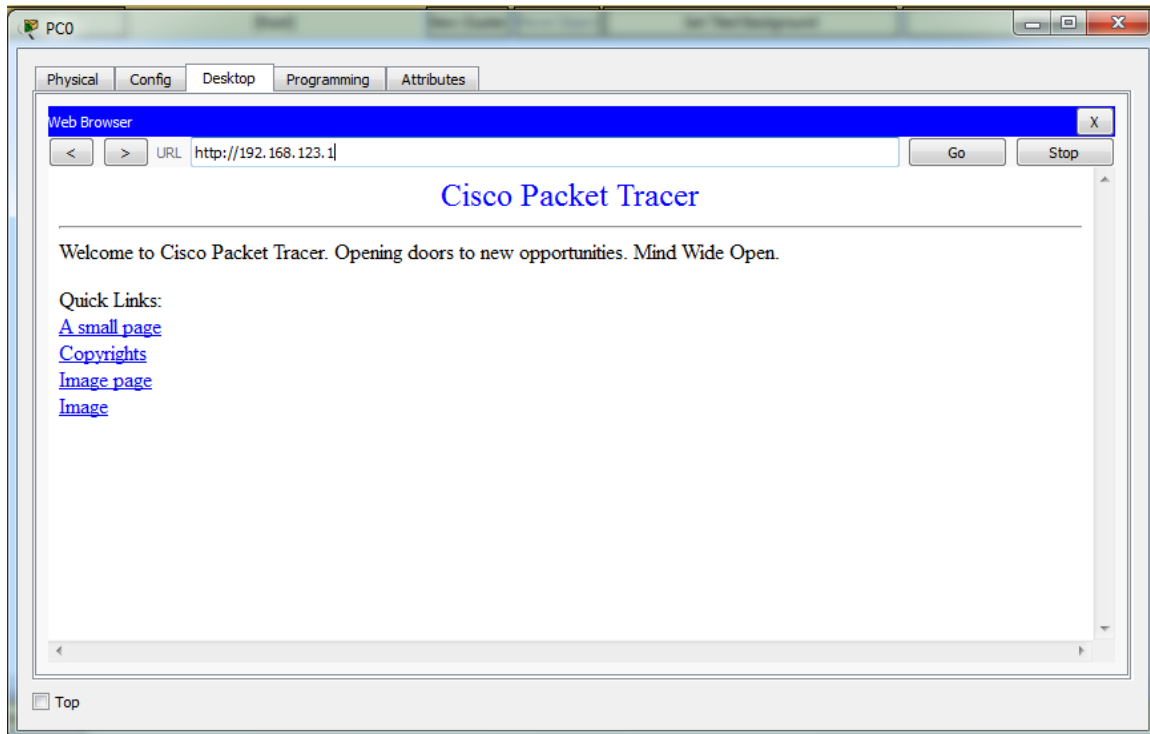 PC0
Physical Config Desktop Programming Attributes
Web Browser X
< > URL http://192.168.123.1 Go Stop
Cisco Packet Tracer
Welcome to Cisco Packet Tracer. Opening doors to new opportunities. Mind Wide Open.
Quick Links:
A small page
Copyrights
Image page
Image
Top